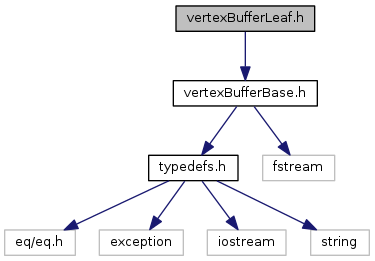 vertexBufferLeaf.h
vertexBufferBase.h
typedefs.h
fstream
eq/eq.h
exception
iostream
string